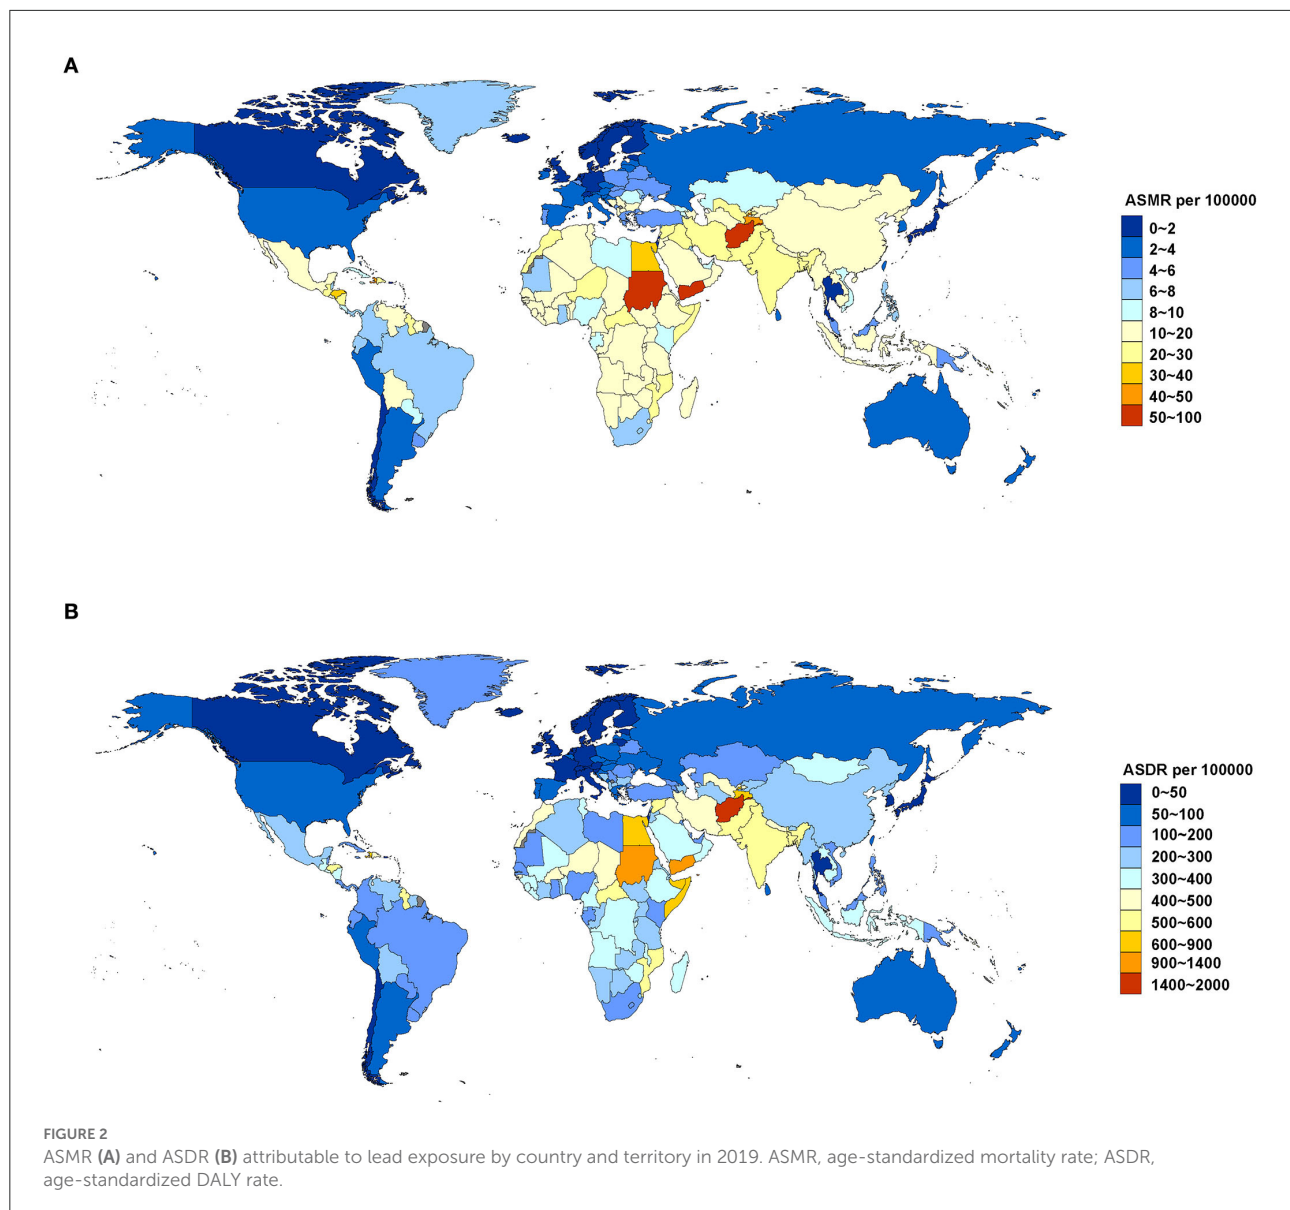 A
ASMR per 100000
0~2
2~4
4~6
6~8
8~10
10~20
20~30
30~40
40~50
50~100
B
ASDR per 100000
0~50
50~100
100~200
200~300
300~400
400~500
500~600
600~900
900~1400
1400~2000
FIGURE 2
ASMR (A) and ASDR (B) attributable to lead exposure by country and territory in 2019. ASMR, age-standardized mortality rate; ASDR,
age-standardized DALY rate.